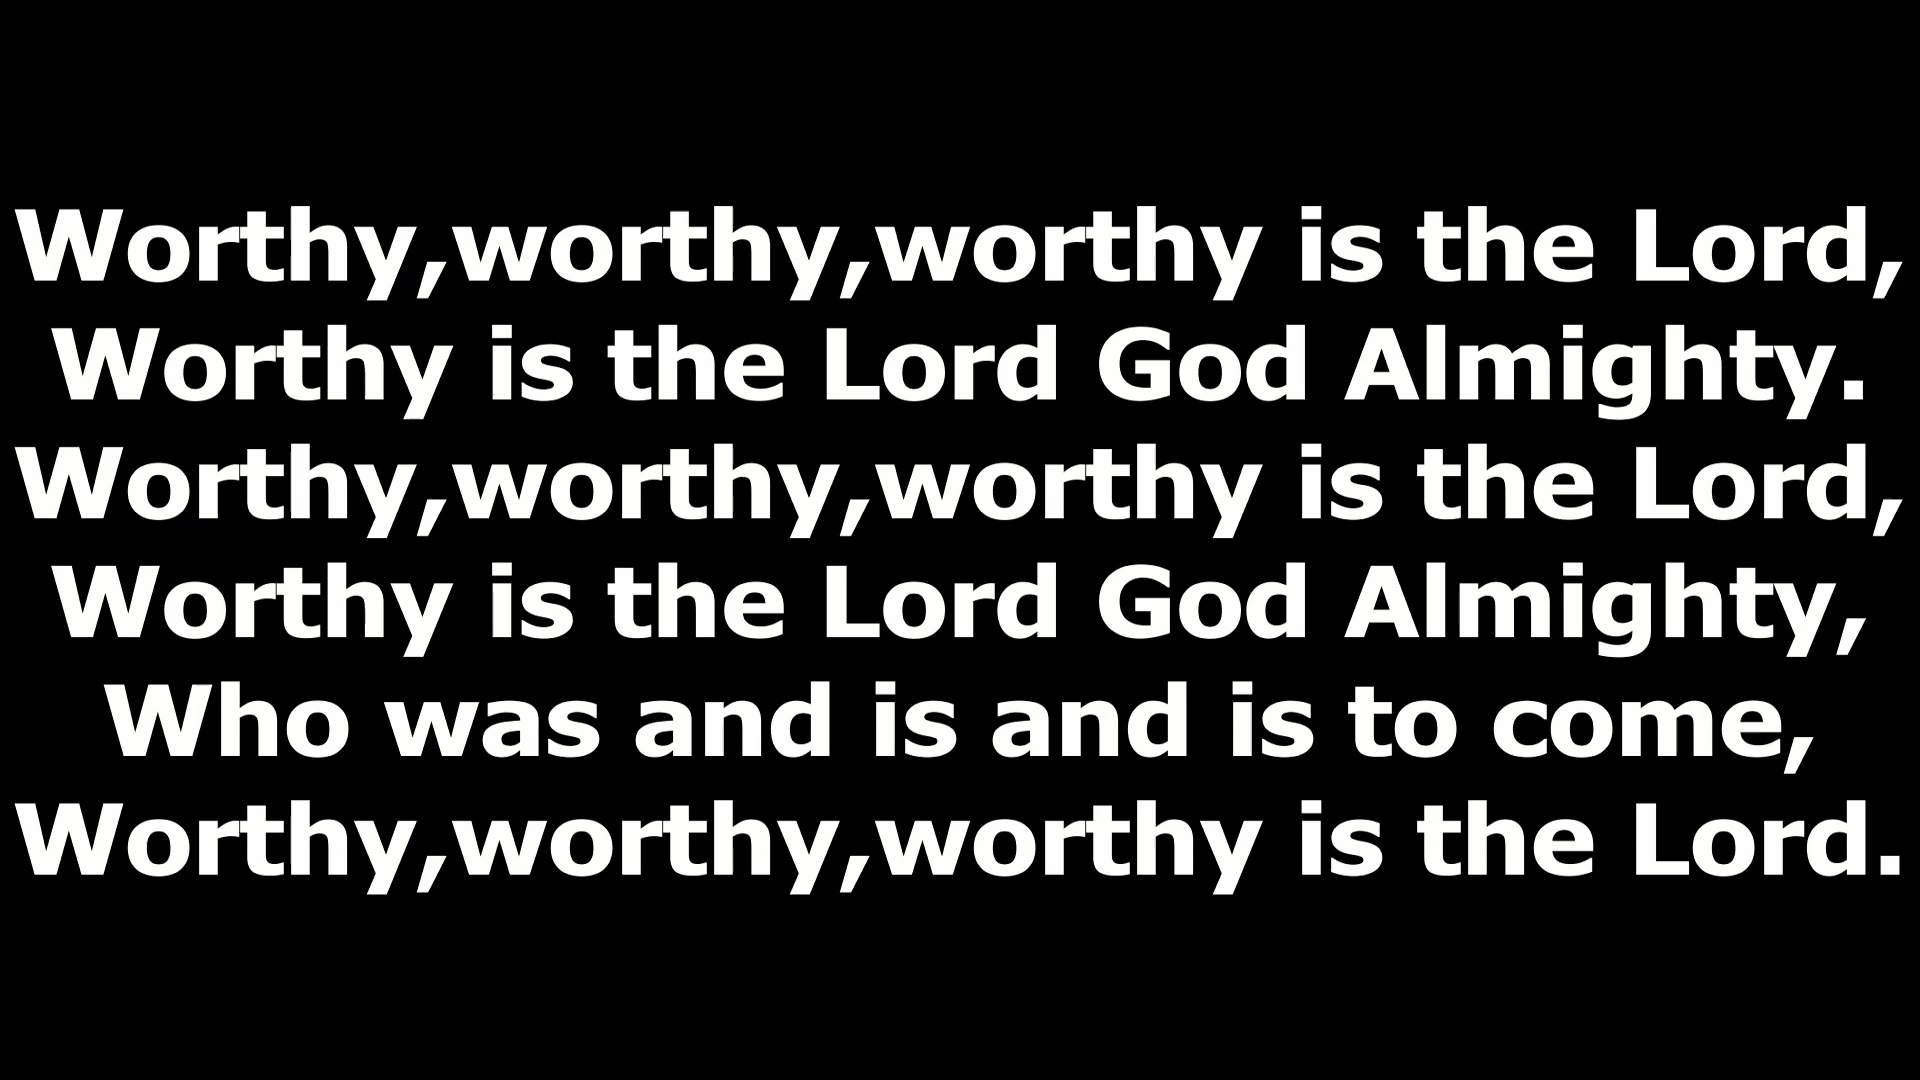 Worthy,worthy,worthy is the Lord,
Worthy is the Lord God Almighty.
Worthy,worthy,worthy is the Lord,
Worthy is the Lord God Almighty,
Who was and is and is to come,
Worthy,worthy,worthy is the Lord.